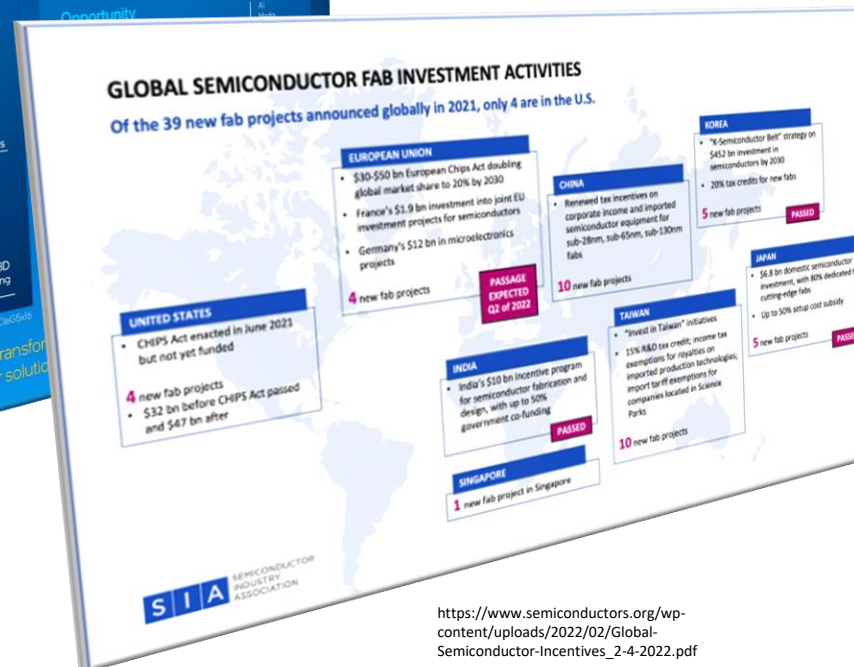 Opportunity
AI
GLOBAL SEMICONDUCTOR FAB INVESTMENT ACTIVITIES
Of the 39 new fab projects announced globally in 2021, only 4 are in the U.S.
UNITED STATES
• CHIPS Act enacted in June 2021
but not yet funded
4 new fab projects
• $32 bn before CHIPS Act passed
and $47 bn after
EUROPEAN UNION
• $30-$50 bn European Chips Act doubling
global market share to 20% by 2030
• France's $1.9 bn investment into joint EU
investment projects for semiconductors
• Germany's $12 bn in microelectronics
projects
4 new fab projects
PASSAGE
EXPECTED
Q2 of 2022
CHINA
• Renewed tax incentives on
corporate income and imported
semiconductor equipment for
sub-28nm, sub-65nm, sub-130nm
fabs
10 new fab projects
KOREA
• "K-Semiconductor Belt" strategy on
$452 bn investment in
semiconductors by 2030
• 20% tax credits for new fabs
5 new fab projects
PASSED
JAPAN
• $6.8 bn domestic semiconductor
investment, with 80% dedicated
cutting-edge fabs
• Up to 50% setup cost subsidy
5 new fab projects
INDIA
• India's $10 bn incentive program
for semiconductor fabrication and
design, with up to 50%
government co-funding
PASSED
TAIWAN
• "Invest in Taiwan" initiatives
• 15% R&D tax credit; income tax
exemptions for royalties on
imported production technologies;
import tariff exemptions for
companies located in Science
Parks
10 new fab projects
SINGAPORE
1 new fab project in Singapore
SIA SEMICONDUCTOR
INDUSTRY
ASSOCIATION
https://www.semiconductors.org/wp-
content/uploads/2022/02/Global-
Semiconductor-Incentives_2-4-2022.pdf